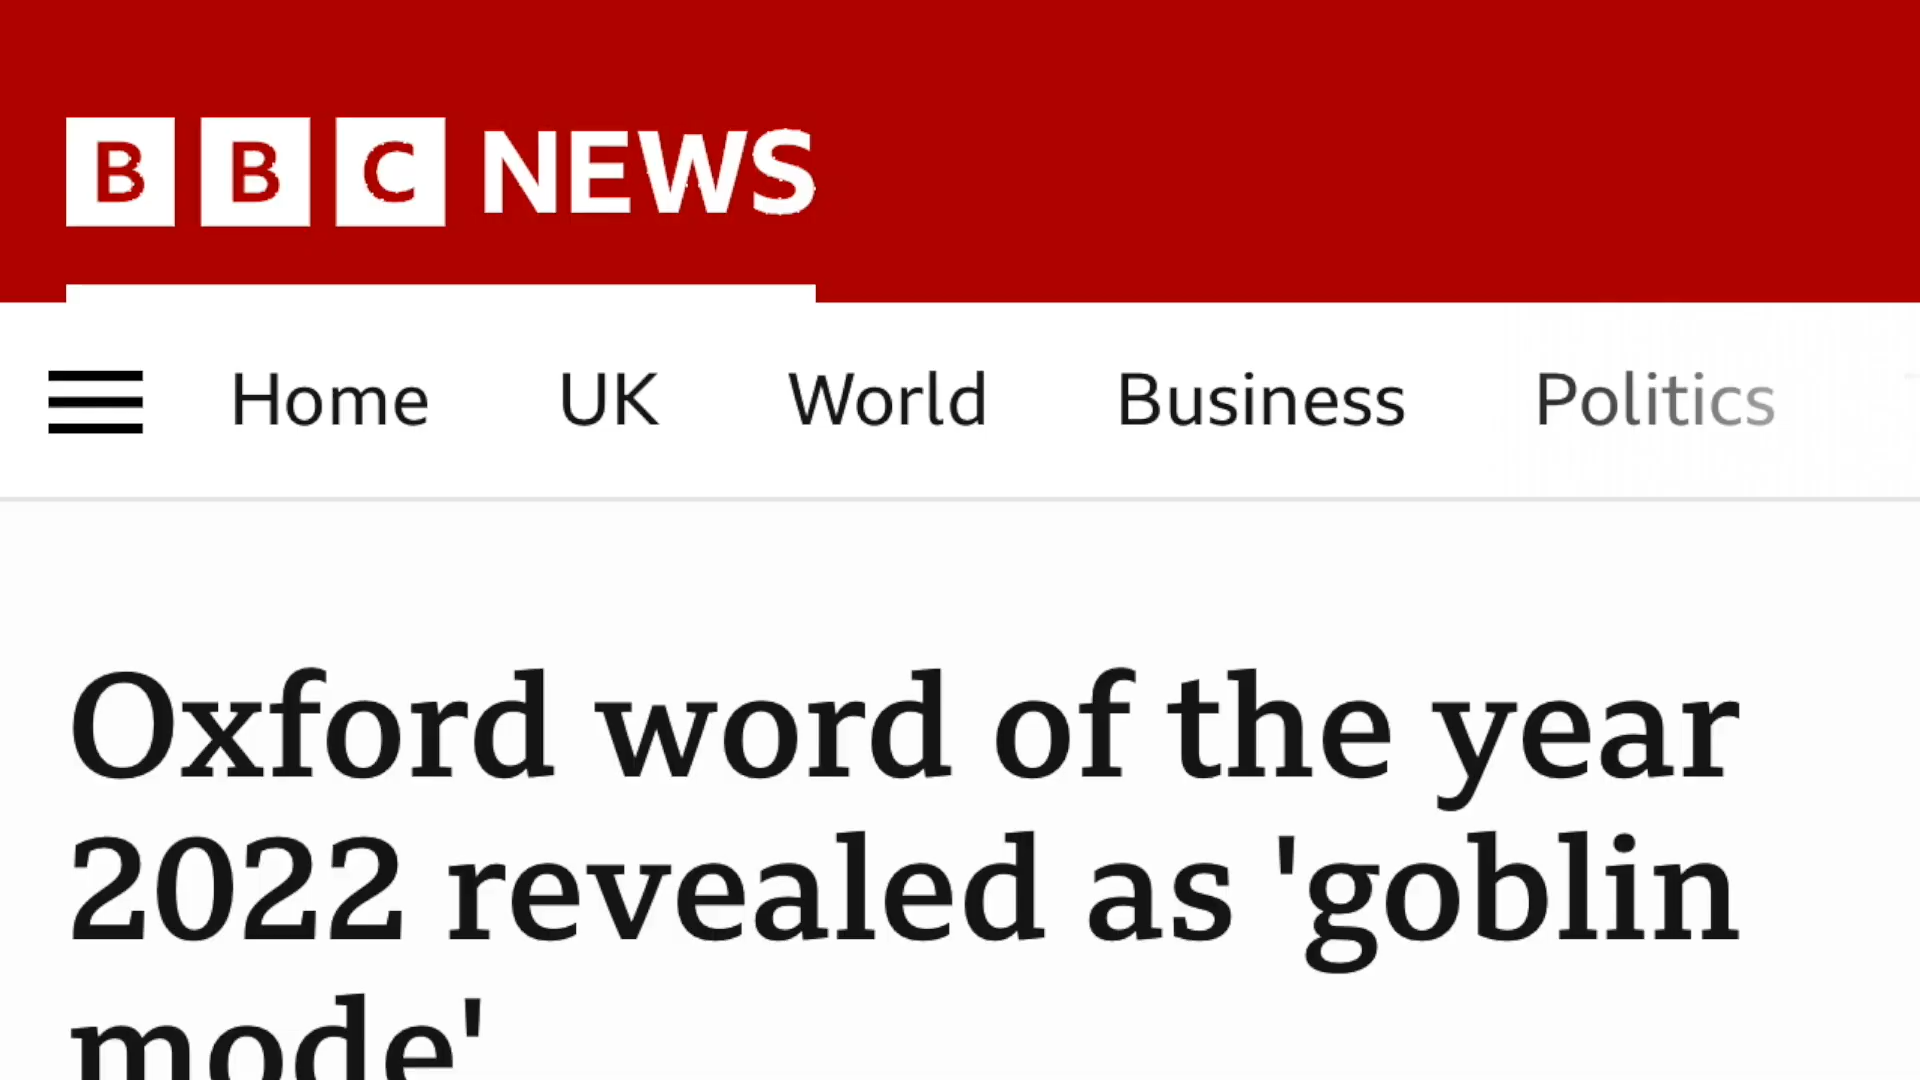 BBC NEWS
Home UK World Business Politics
Oxford word of the year
2022 revealed as 'goblin
mode'